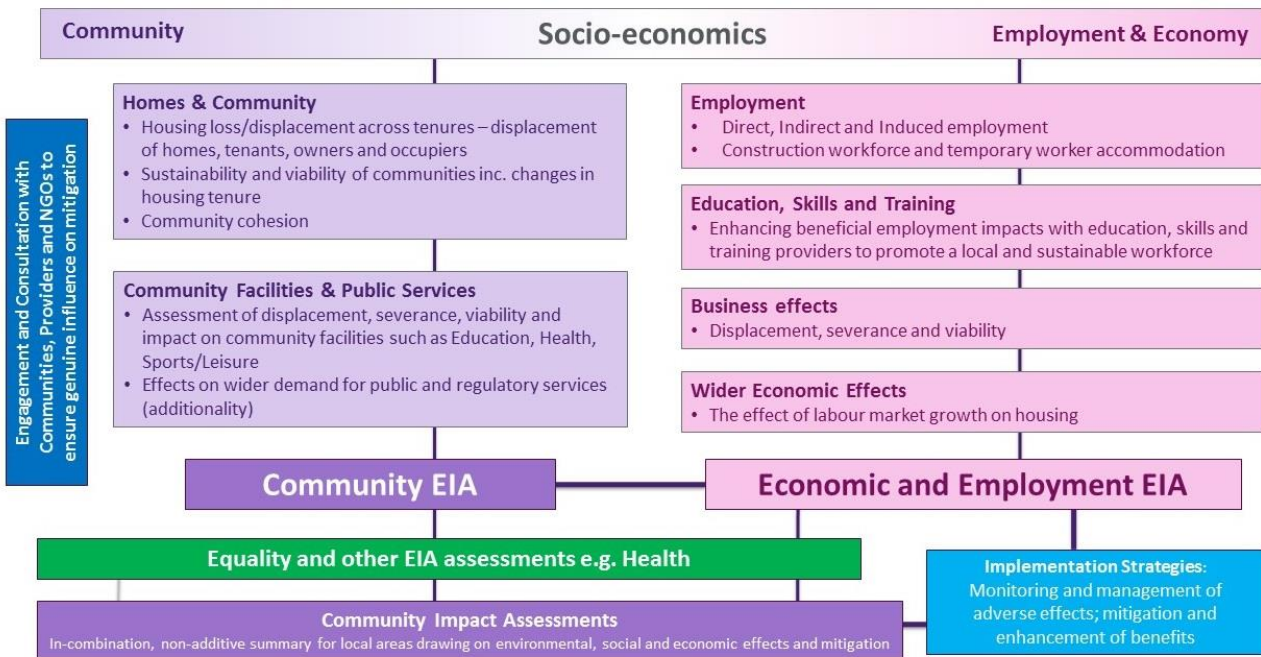 Community
Socio-economics
Employment & Economy
Engagement and Consultation with
Communities, Providers and NGOs to
ensure genuine influence on mitigation
Homes & Community
• Housing loss/displacement across tenures – displacement
of homes, tenants, owners and occupiers
• Sustainability and viability of communities inc. changes in
housing tenure
• Community cohesion
Community Facilities & Public Services
• Assessment of displacement, severance, viability and
impact on community facilities such as Education, Health,
Sports/Leisure
• Effects on wider demand for public and regulatory services
(additionality)
Employment
• Direct, Indirect and Induced employment
• Construction workforce and temporary worker accommodation
Education, Skills and Training
• Enhancing beneficial employment impacts with education, skills and
training providers to promote a local and sustainable workforce
Business effects
• Displacement, severance and viability
Wider Economic Effects
• The effect of labour market growth on housing
Community EIA
Economic and Employment EIA
Equality and other EIA assessments e.g. Health
Community Impact Assessments
In-combination, non-additive summary for local areas drawing on environmental, social and economic effects and mitigation
Implementation Strategies:
Monitoring and management of
adverse effects; mitigation and
enhancement of benefits